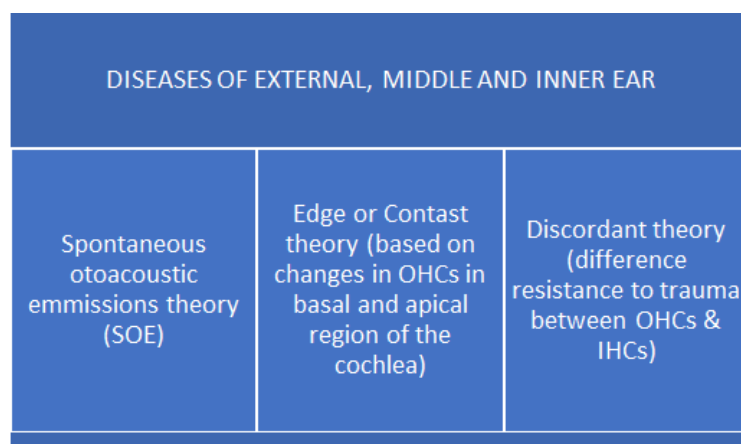 DISEASES OF EXTERNAL, MIDDLE AND INNER EAR
Spontaneous
otoacoustic
emmissions theory
(SOE)
Edge or Contast
theory (based on
changes in OHCs in
basal and apical
region of the
cochlea)
Discordant theory
(difference
resistance to trauma
between OHCs &
IHCs)